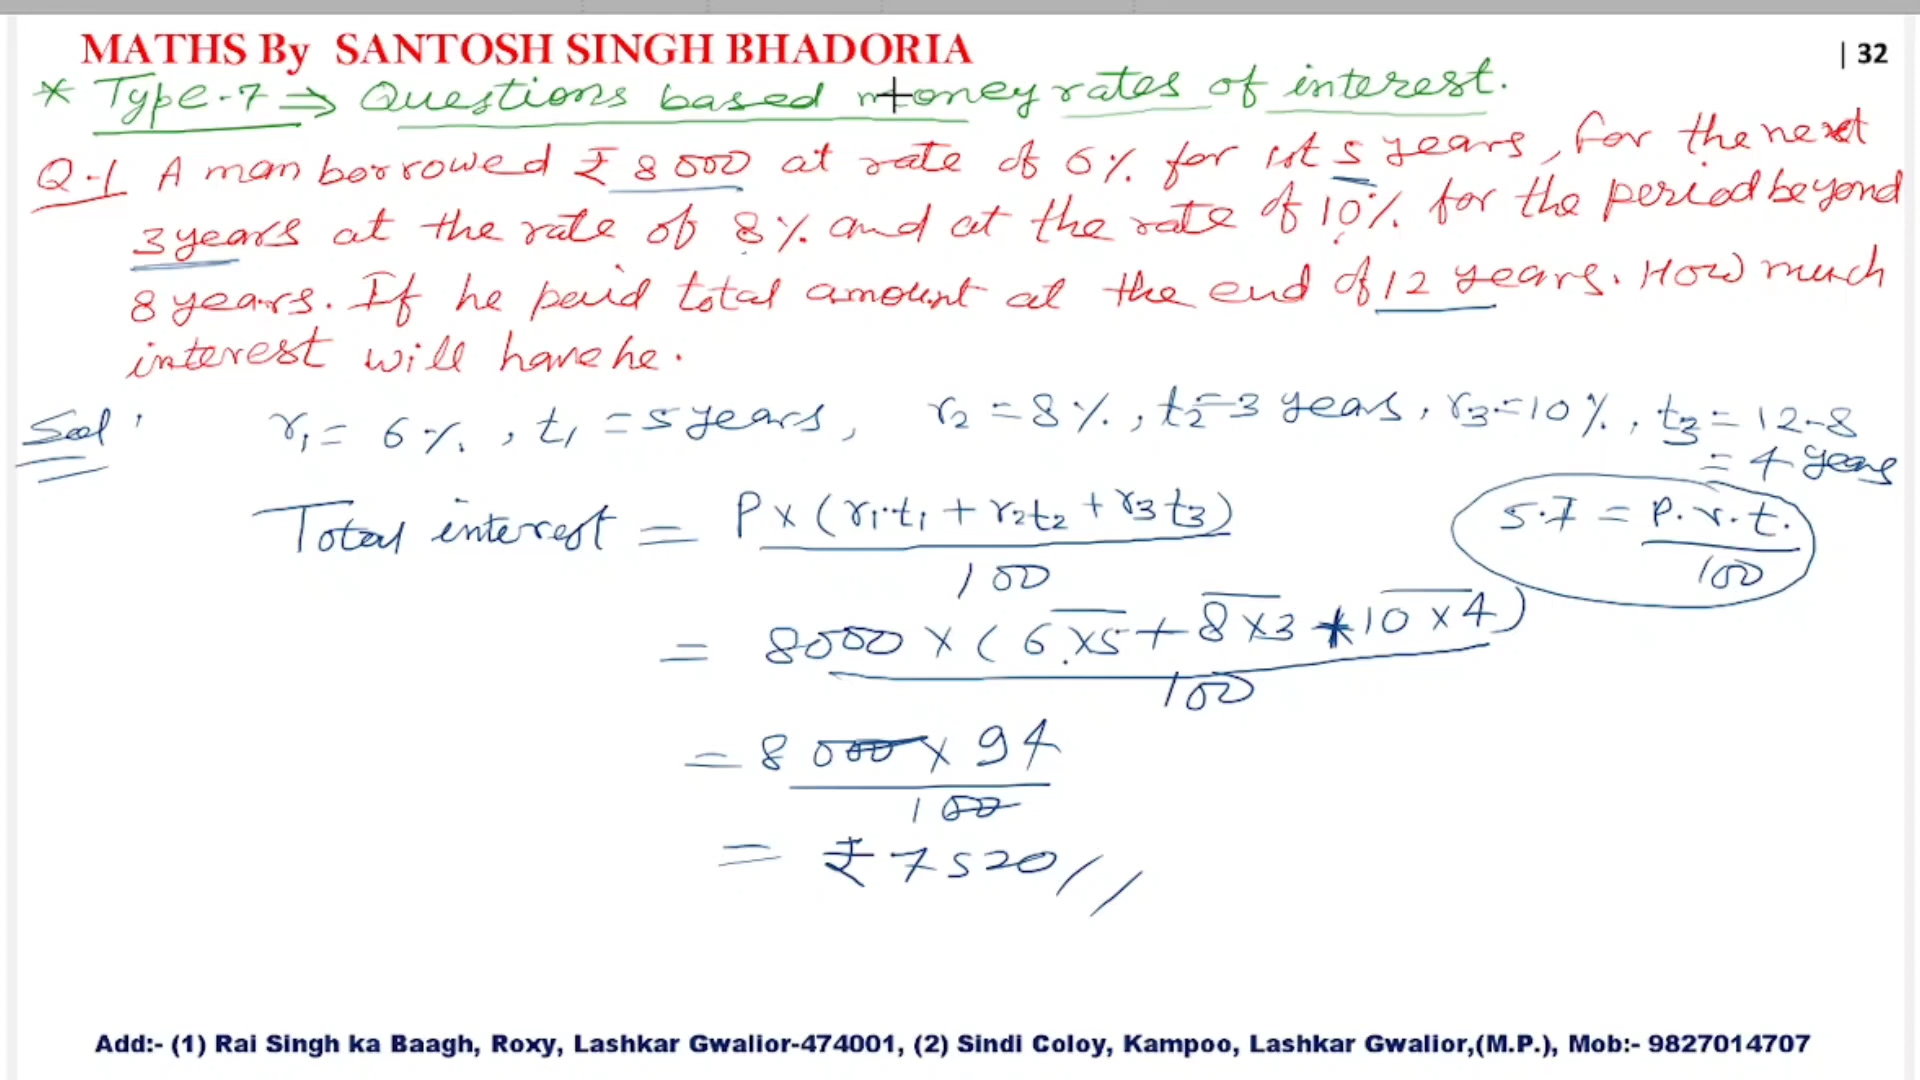 MATHS By SANTOSH SINGH BHADORIA
| 32
* Type-7 ⇒ Questions based money rates of interest.
Q-1 A man borrowed ₹ 8000 at rate of 6% for 1st 5 years, for the next
3 years at the rate of 8% and at the rate of 10% for the period beyond
8 years. If he paid total amount at the end of 12 years. How much
interest will have he.
Sol' r1 = 6%, t1 = 5 years, r2 = 8%, t2 = 3 years, r3 = 10%, t3 = 12-8
= 4 years
Total interest = P x (r1.t1 + r2t2 + r3t3)
100
S.I = P.r.t.
100
= 8000 x (6x5 + 8x3 + 10x4)
100
= 8000 x 94
100
= ₹ 7520//
Add:- (1) Rai Singh ka Baagh, Roxy, Lashkar Gwalior-474001, (2) Sindi Coloy, Kampoo, Lashkar Gwalior,(M.P.), Mob:- 9827014707